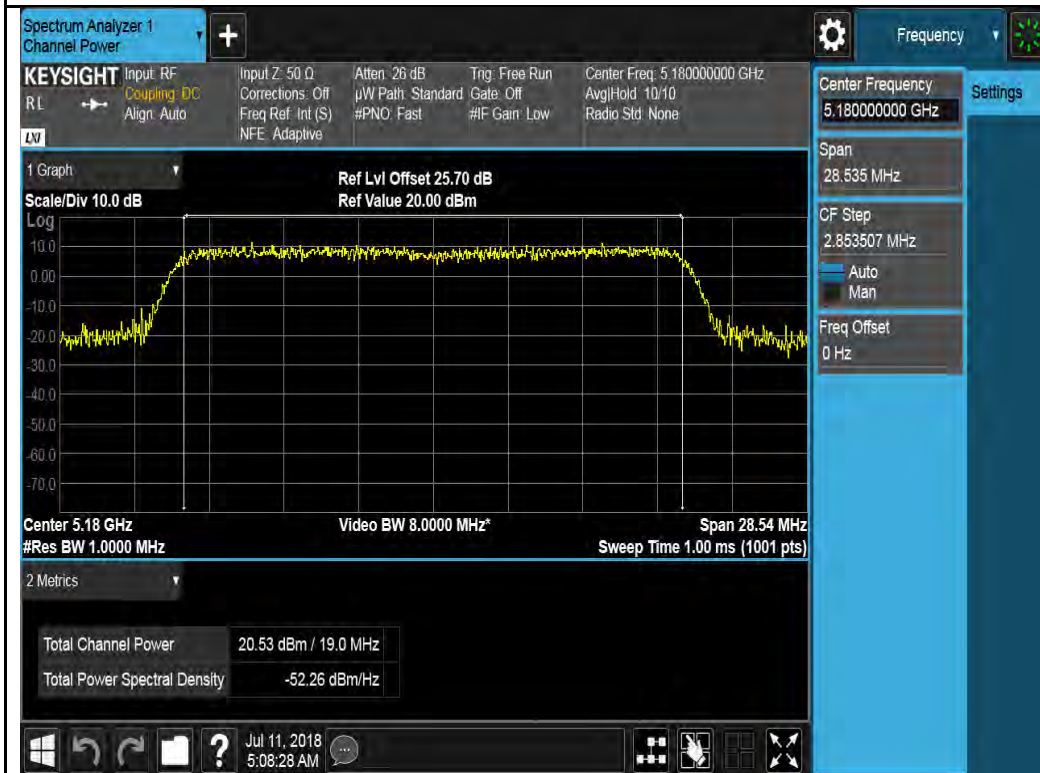 Spectrum Analyzer 1
Channel Power
+
Frequency
KEYSIGHT
RL
LXI
Input: RF
Coupling: DC
Align: Auto
Input Z: 50 Ω
Corrections: Off
Freq Ref: Int (S)
NFE: Adaptive
Atten: 26 dB
µW Path: Standard
#PNO: Fast
Trig: Free Run
Gate: Off
#IF Gain: Low
Center Freq: 5.180000000 GHz
Avg|Hold: 10/10
Radio Std: None
Center Frequency
5.180000000 GHz
Settings
Span
28.535 MHz
CF Step
2.853507 MHz
Auto
Man
Freq Offset
0 Hz
1 Graph
Scale/Div 10.0 dB
Ref Lvl Offset 25.70 dB
Ref Value 20.00 dBm
Log
10.0
0.00
-10.0
-20.0
-30.0
-40.0
-50.0
-60.0
-70.0
Center 5.18 GHz
#Res BW 1.0000 MHz
Video BW 8.0000 MHz*
Span 28.54 MHz
Sweep Time 1.00 ms (1001 pts)
2 Metrics
Total Channel Power 20.53 dBm / 19.0 MHz
Total Power Spectral Density -52.26 dBm/Hz
?
Jul 11, 2018
5:08:28 AM